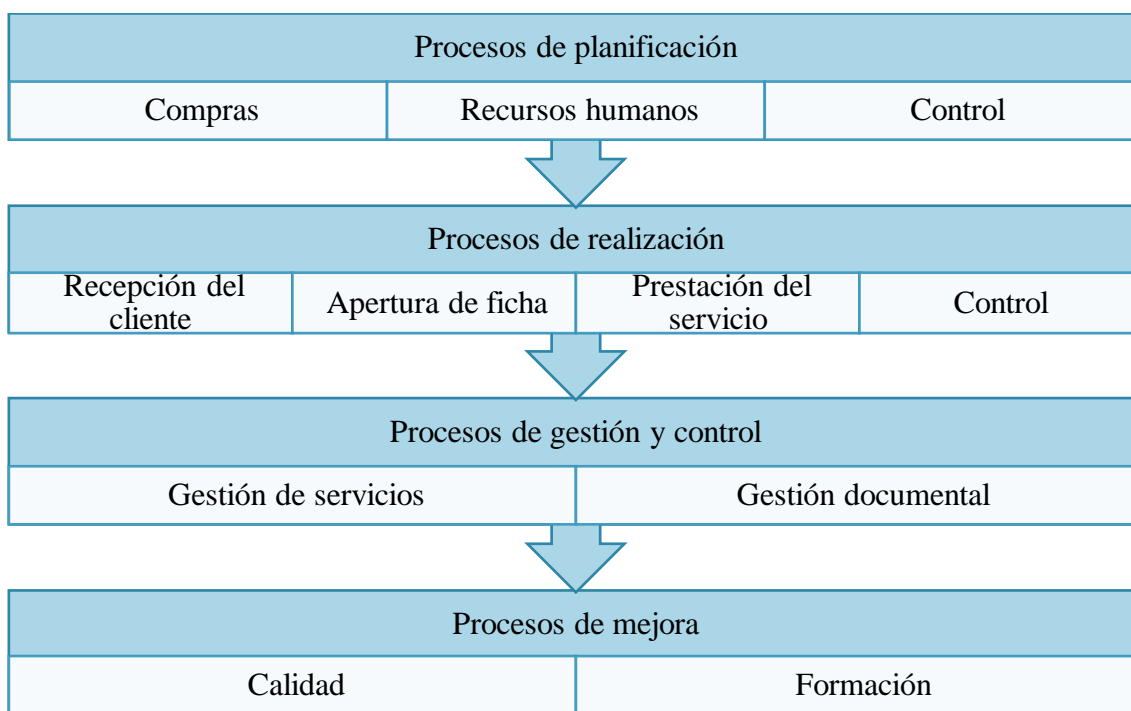 Procesos de planificación
Compras
Recursos humanos
Control
Procesos de realización
Recepción del
cliente
Apertura de ficha
Prestación del
servicio
Control
Procesos de gestión y control
Gestión de servicios
Gestión documental
Procesos de mejora
Calidad
Formación